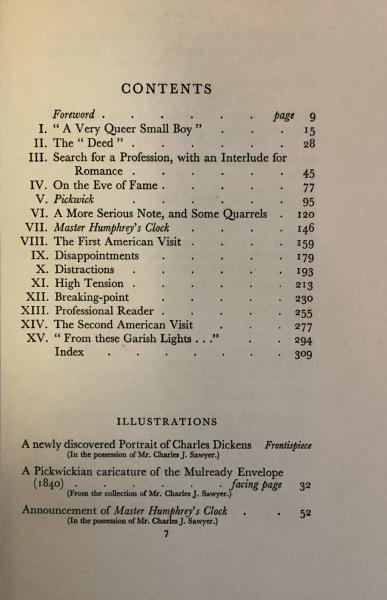 CONTENTS
Foreword . . . . . . page 9
I. " A Very Queer Small Boy " . . . 15
II. The " Deed " . . . . . . 28
III. Search for a Profession, with an Interlude for
Romance . . . . . . 45
IV. On the Eve of Fame . . . . . 77
V. Pickwick . . . . . 95
VI. A More Serious Note, and Some Quarrels . 120
VII. Master Humphrey's Clock . . . . 146
VIII. The First American Visit . . . . 159
IX. Disappointments . . . . . 179
X. Distractions . . . . . 193
XI. High Tension . . . . . 213
XII. Breaking-point . . . . . 230
XIII. Professional Reader . . . . 255
XIV. The Second American Visit . . . 277
XV. " From these Garish Lights . . ." . . 294
Index . . . . . . 309
ILLUSTRATIONS
A newly discovered Portrait of Charles Dickens Frontispiece
(In the possession of Mr. Charles J. Sawyer.)
A Pickwickian caricature of the Mulready Envelope
(1840) . . . . . . facing page 32
(From the collection of Mr. Charles J. Sawyer.)
Announcement of Master Humphrey's Clock . . 52
(In the possession of Mr. Charles J. Sawyer.)
7